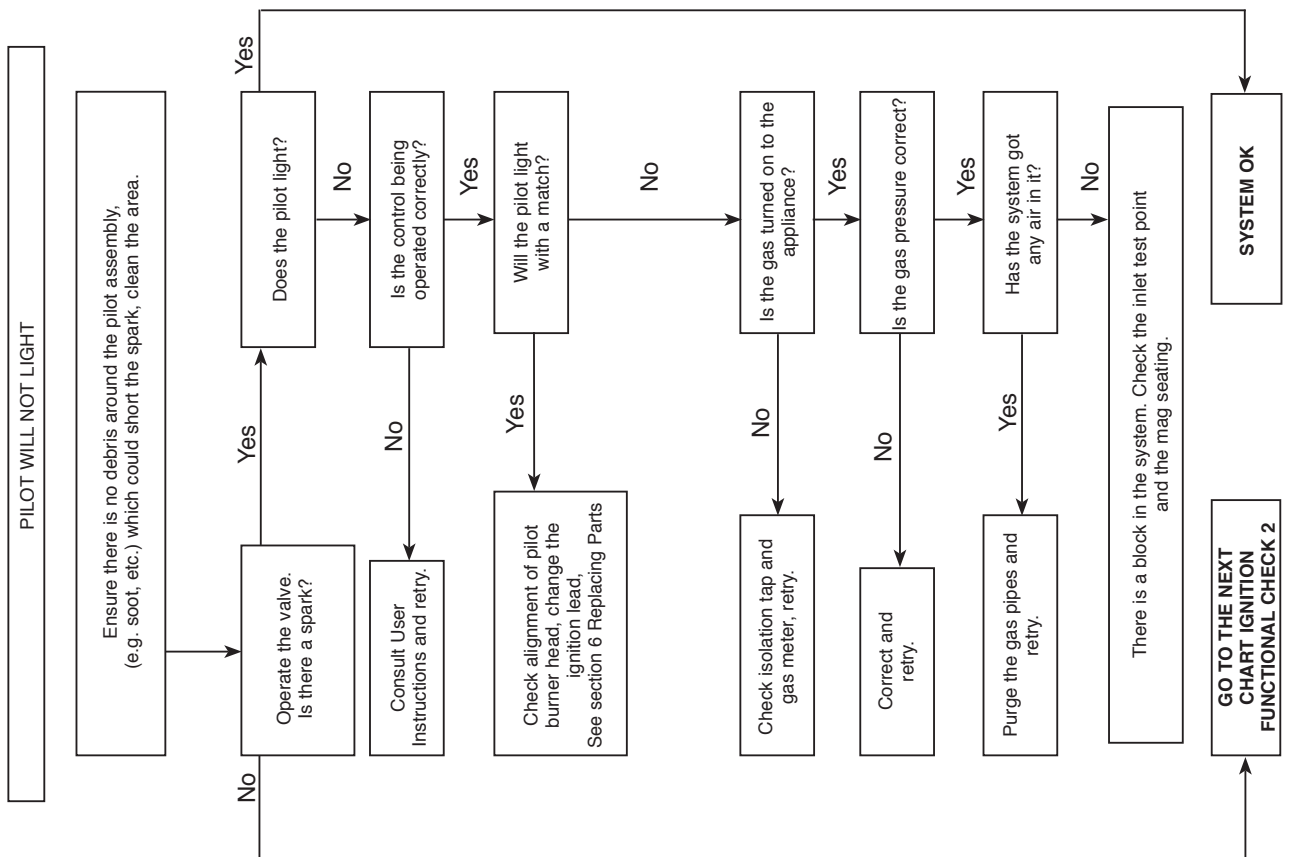 PILOT WILL NOT LIGHT
Ensure there is no debris around the pilot assembly,
(e.g. soot, etc.) which could short the spark, clean the area.
Operate the valve.
Is there a spark?
No
Yes
Does the pilot light?
Yes
No
Is the control being
operated correctly?
No
Consult User
Instructions and retry.
Yes
Will the pilot light
with a match?
Yes
Check alignment of pilot
burner head, change the
ignition lead,
See section 6 Replacing Parts
No
Is the gas turned on to the
appliance?
No
Check isolation tap and
gas meter, retry.
Yes
Is the gas pressure correct?
No
Correct and
retry.
Yes
Has the system got
any air in it?
Yes
Purge the gas pipes and
retry.
No
There is a block in the system. Check the inlet test point
and the mag seating.
GO TO THE NEXT
CHART IGNITION
FUNCTIONAL CHECK 2
SYSTEM OK